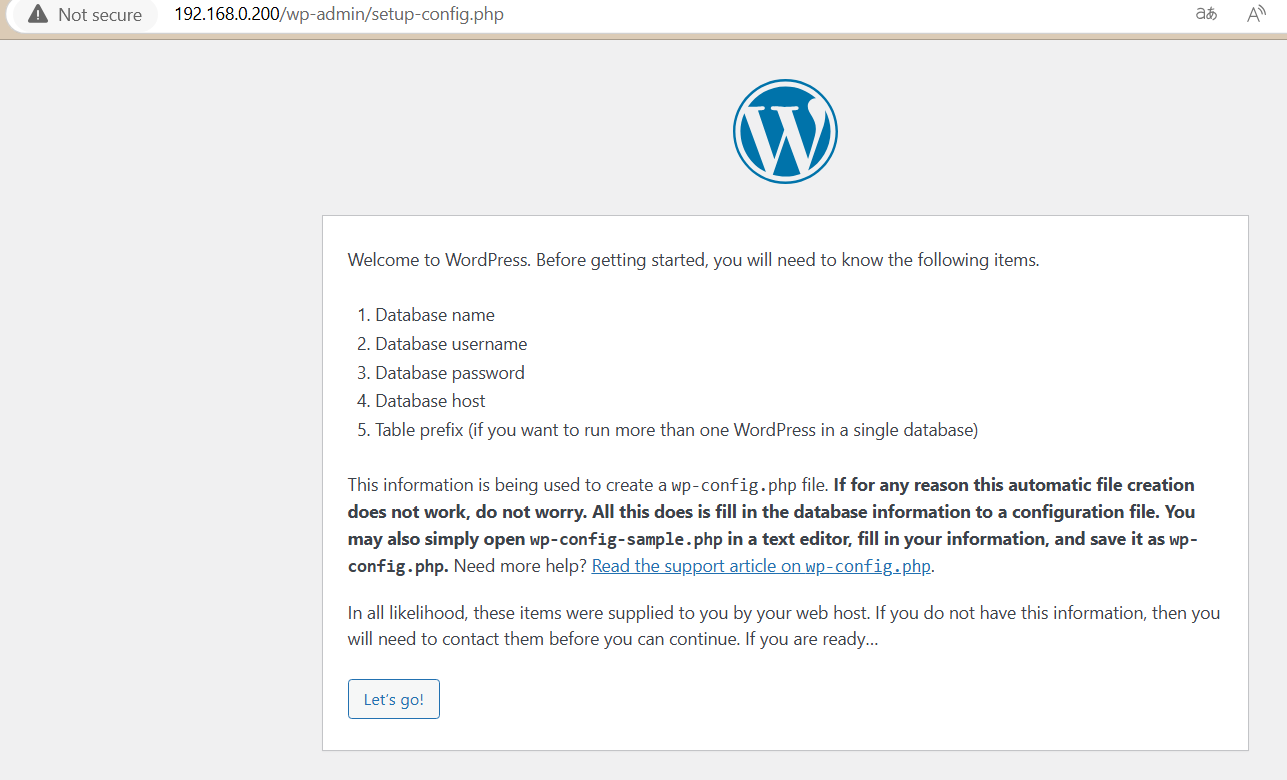 Not secure 192.168.0.200/wp-admin/setup-config.php aあ A
Welcome to WordPress. Before getting started, you will need to know the following items.
1. Database name
2. Database username
3. Database password
4. Database host
5. Table prefix (if you want to run more than one WordPress in a single database)
This information is being used to create a wp-config.php file. If for any reason this automatic file creation
does not work, do not worry. All this does is fill in the database information to a configuration file. You
may also simply open wp-config-sample.php in a text editor, fill in your information, and save it as wp-
config.php. Need more help? Read the support article on wp-config.php.
In all likelihood, these items were supplied to you by your web host. If you do not have this information, then you
will need to contact them before you can continue. If you are ready…
Let’s go!